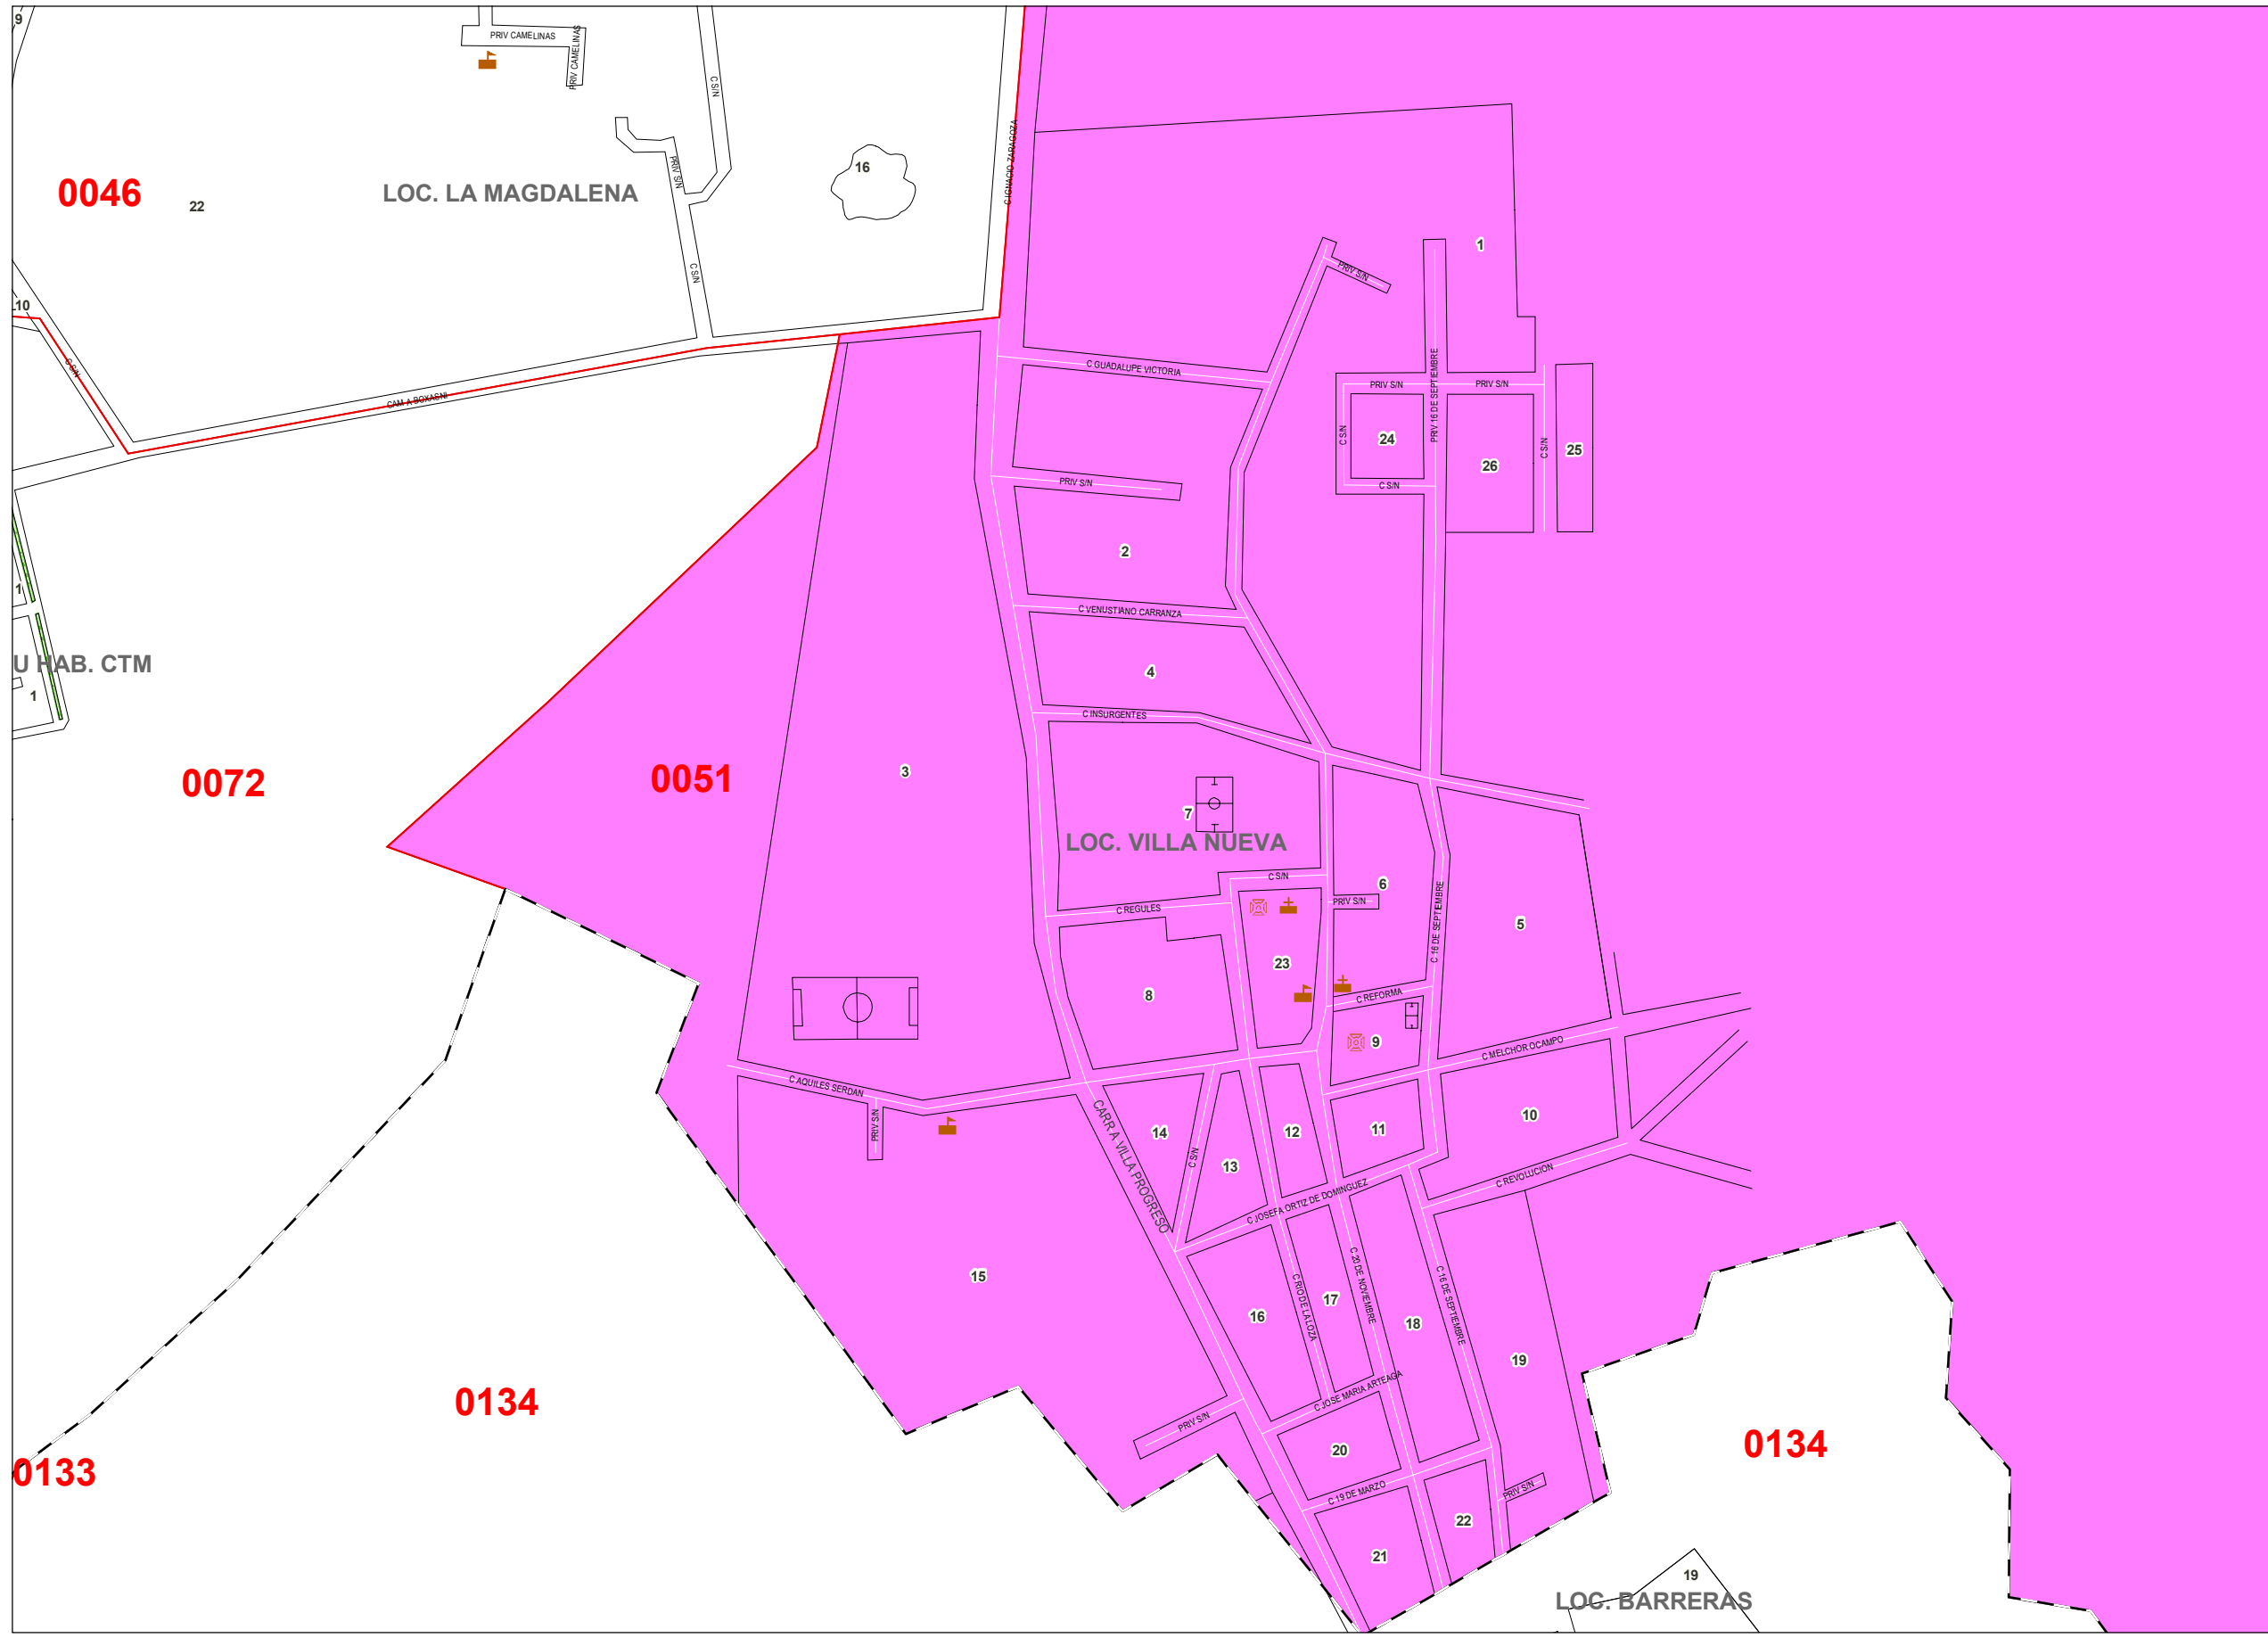 9
PRIV CAMELINAS
PRIV CAMELINAS
C S/N
C IGNACIO ZARAGOZA
16
PRIV S/N
0046
22
LOC. LA MAGDALENA
1
C S/N
PRIV S/N
10
C S/N
CAM A BOXASNI
C GUADALUPE VICTORIA
PRIV S/N
PRIV 16 DE SEPTIEMBRE
PRIV S/N
C S/N
24
C S/N
25
26
PRIV S/N
C S/N
2
1
C VENUSTIANO CARRANZA
U HAB. CTM
4
1
C INSURGENTES
0072
0051
3
7
LOC. VILLA NUEVA
C S/N
6
PRIV S/N
C REGULES
C 16 DE SEPTIEMBRE
5
23
8
C REFORMA
9
C MELCHOR OCAMPO
C AQUILES SERDAN
PRIV S/N
CARR A VILLA PROGRESO
14
C S/N
13
12
11
10
C REVOLUCION
C JOSEFA ORTIZ DE DOMINGUEZ
15
16
C RIO DE LA LOZA
17
C 20 DE NOVIEMBRE
18
C 16 DE SEPTIEMBRE
19
C JOSE MARIA ARTEAGA
0134
PRIV S/N
20
0134
0133
C 19 DE MARZO
PRIV S/N
22
21
19
LOC. BARRERAS